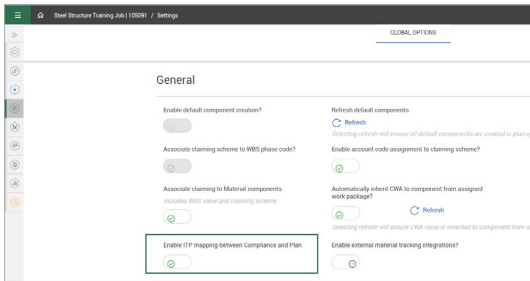 Steel Structure Training Job | 105091 / Settings
GLOBAL OPTIONS
General
Enable default component creation?
Refresh default components
Refresh
Selecting refresh will ensure all default components are created in plan q
Associate claiming scheme to WBS phase code?
Enable account code assignment to claiming scheme?
Associate claiming to Material components
Includes WBS value and claiming scheme
Automatically inherit CWA to component from assigned
work package?
Refresh
Selecting refresh will ensure CWA value is inherited to component from a
Enable ITP mapping between Compliance and Plan
Enable external material tracking integrations?